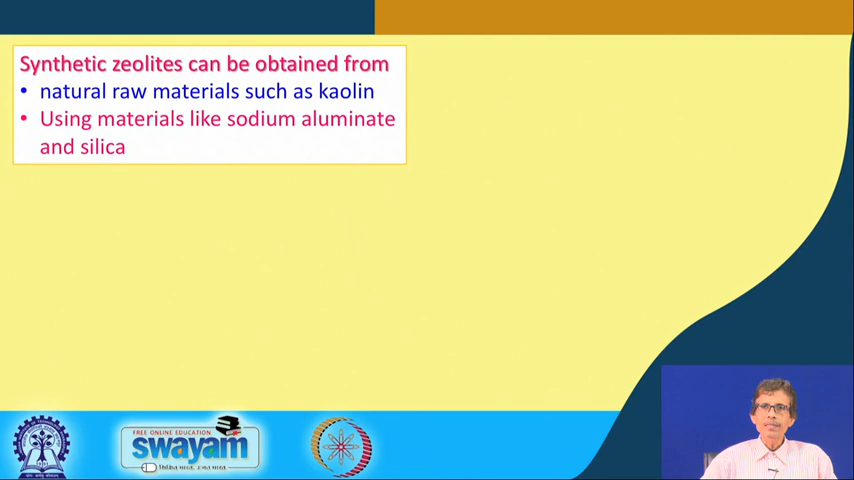 Synthetic zeolites can be obtained from
• natural raw materials such as kaolin
• Using materials like sodium aluminate
and silica
FREE ONLINE EDUCATION
swayam